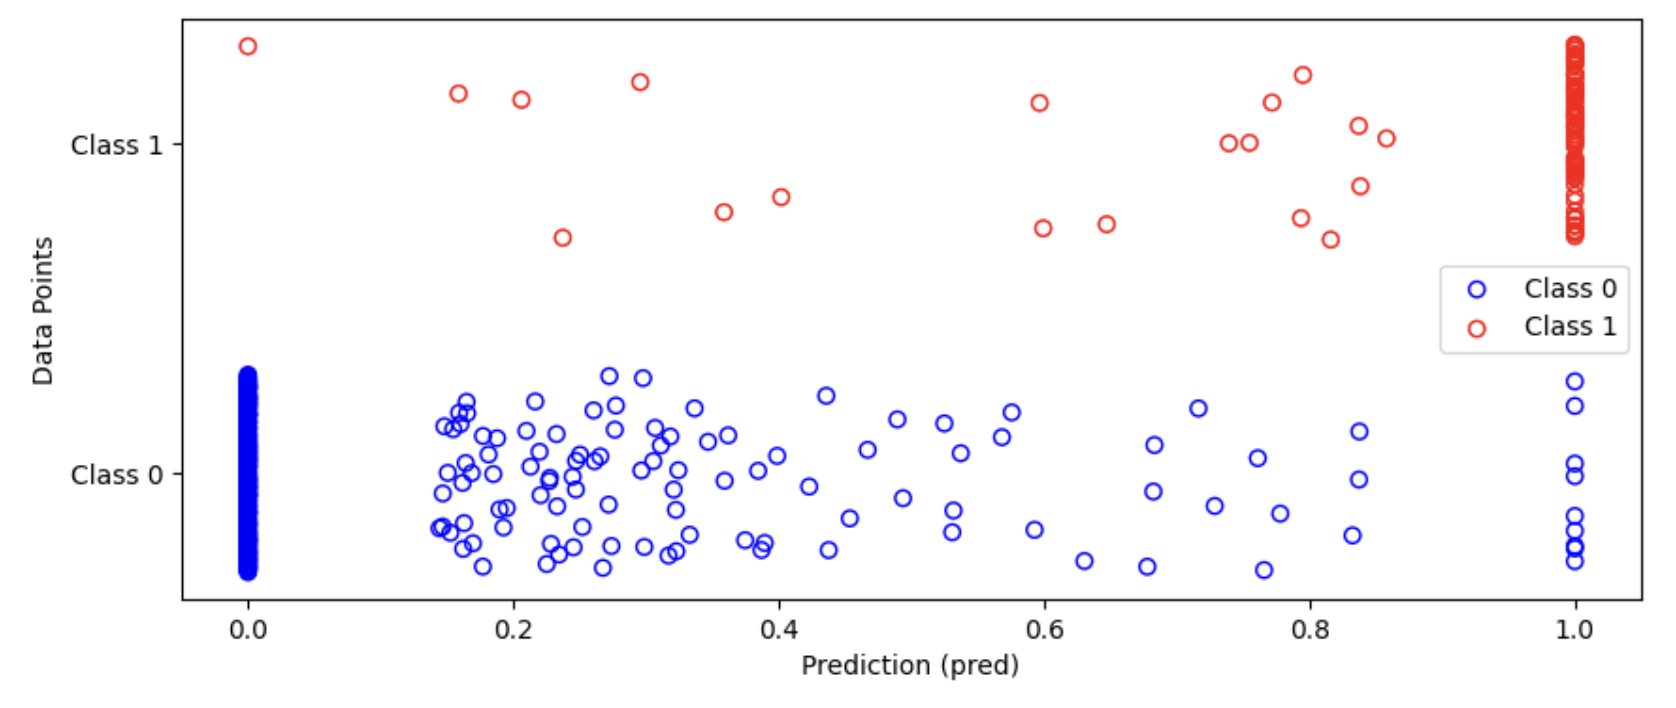 Data Points
Class 1
Class 0
Class 0
Class 1
0.0 0.2 0.4 0.6 0.8 1.0
Prediction (pred)